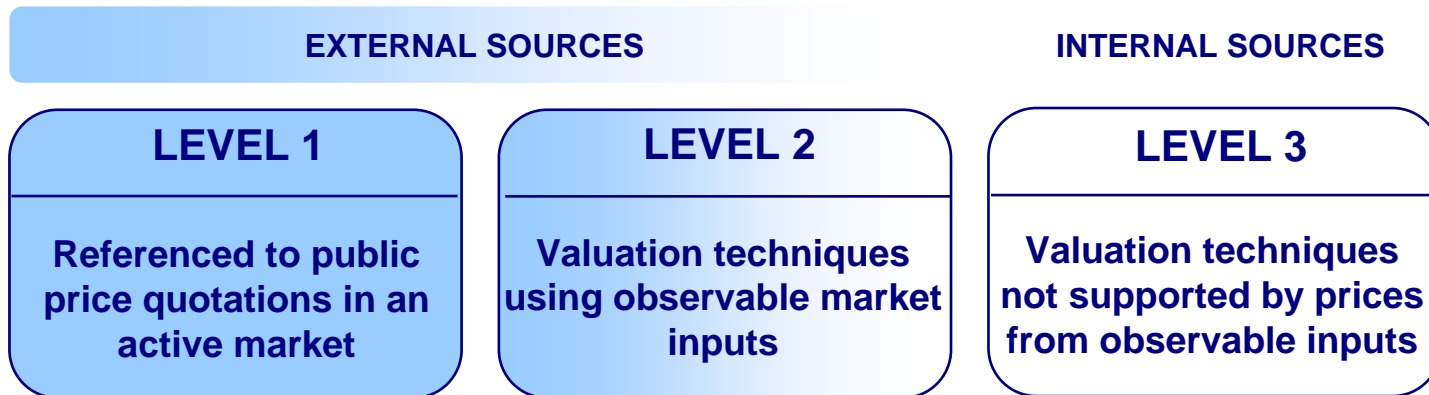 EXTERNAL SOURCES
INTERNAL SOURCES
LEVEL 1
Referenced to public
price quotations in an
active market
LEVEL 2
Valuation techniques
using observable market
inputs
LEVEL 3
Valuation techniques
not supported by prices
from observable inputs